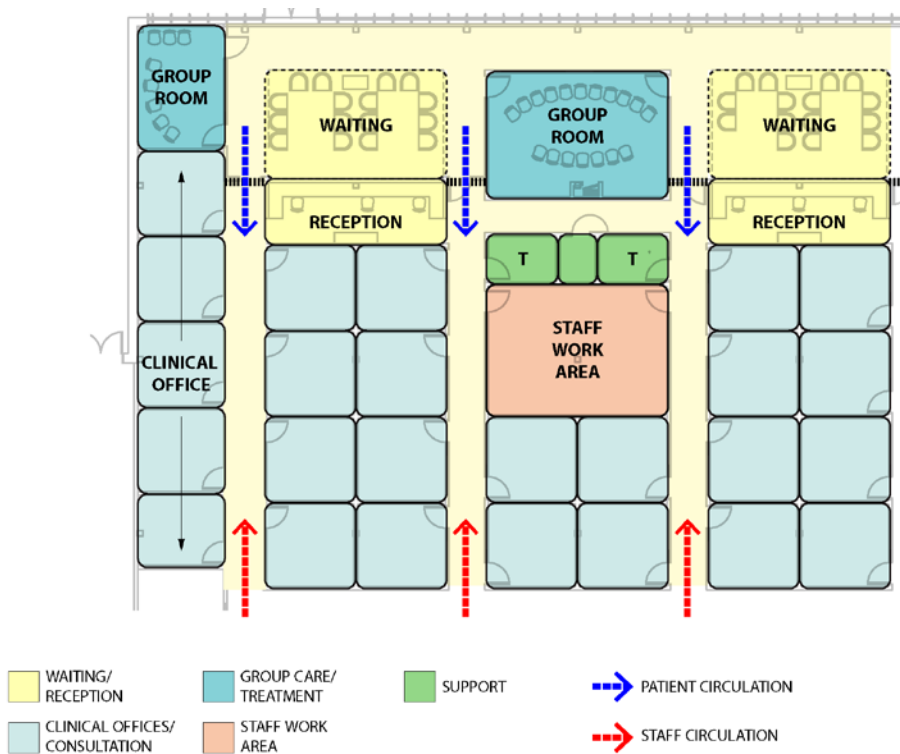 GROUP
ROOM
WAITING
GROUP
ROOM
WAITING
RECEPTION
RECEPTION
T
T
STAFF
WORK
AREA
CLINICAL
OFFICE
WAITING/
RECEPTION
GROUP CARE/
TREATMENT
SUPPORT
PATIENT CIRCULATION
CLINICAL OFFICES/
CONSULTATION
STAFF WORK
AREA
STAFF CIRCULATION